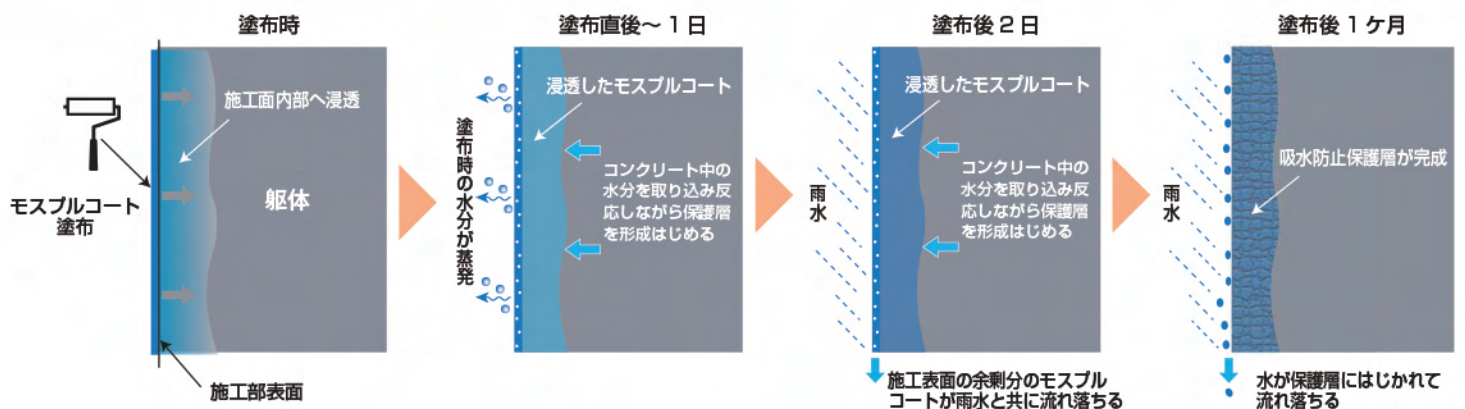 塗布時
施工面内部へ浸透
躯体
モスプルコート
塗布
施工部表面
塗布直後～1日
浸透したモスプルコート
塗布時の水分が蒸発
コンクリート中の
水分を取り込み反
応しながら保護層
を形成はじめる
塗布後2日
浸透したモスプルコート
雨水
コンクリート中の
水分を取り込み反
応しながら保護層
を形成はじめる
施工表面の余剰分のモスプル
コートが雨水と共に流れ落ちる
塗布後1ケ月
吸水防止保護層が完成
雨水
水が保護層にはじかれて
流れ落ちる